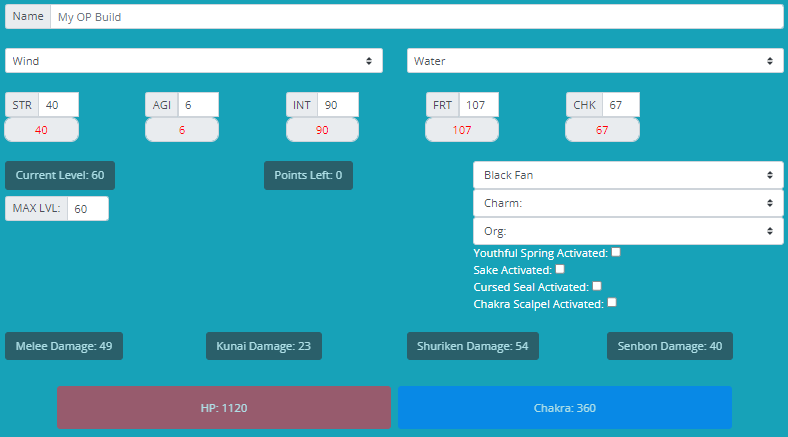 Name My OP Build
Wind Water
STR 40 AGI 6 INT 90 FRT 107 CHK 67
40 6 90 107 67
Current Level: 60 Points Left: 0 Black Fan
MAX LVL: 60 Charm:
Org:
Youthful Spring Activated:
Sake Activated:
Cursed Seal Activated:
Chakra Scalpel Activated:
Melee Damage: 49 Kunai Damage: 23 Shuriken Damage: 54 Senbon Damage: 40
HP: 1120 Chakra: 360